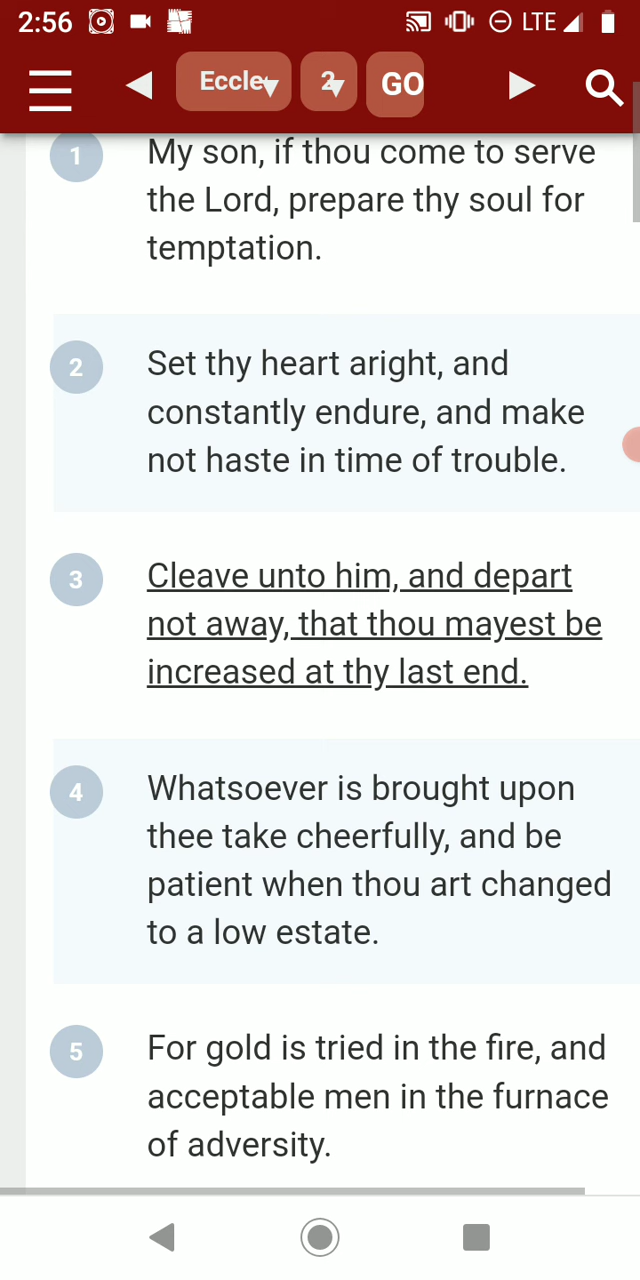 2:56 LTE
Eccle 2 GO
1 My son, if thou come to serve
the Lord, prepare thy soul for
temptation.
2 Set thy heart aright, and
constantly endure, and make
not haste in time of trouble.
3 Cleave unto him, and depart
not away, that thou mayest be
increased at thy last end.
4 Whatsoever is brought upon
thee take cheerfully, and be
patient when thou art changed
to a low estate.
5 For gold is tried in the fire, and
acceptable men in the furnace
of adversity.